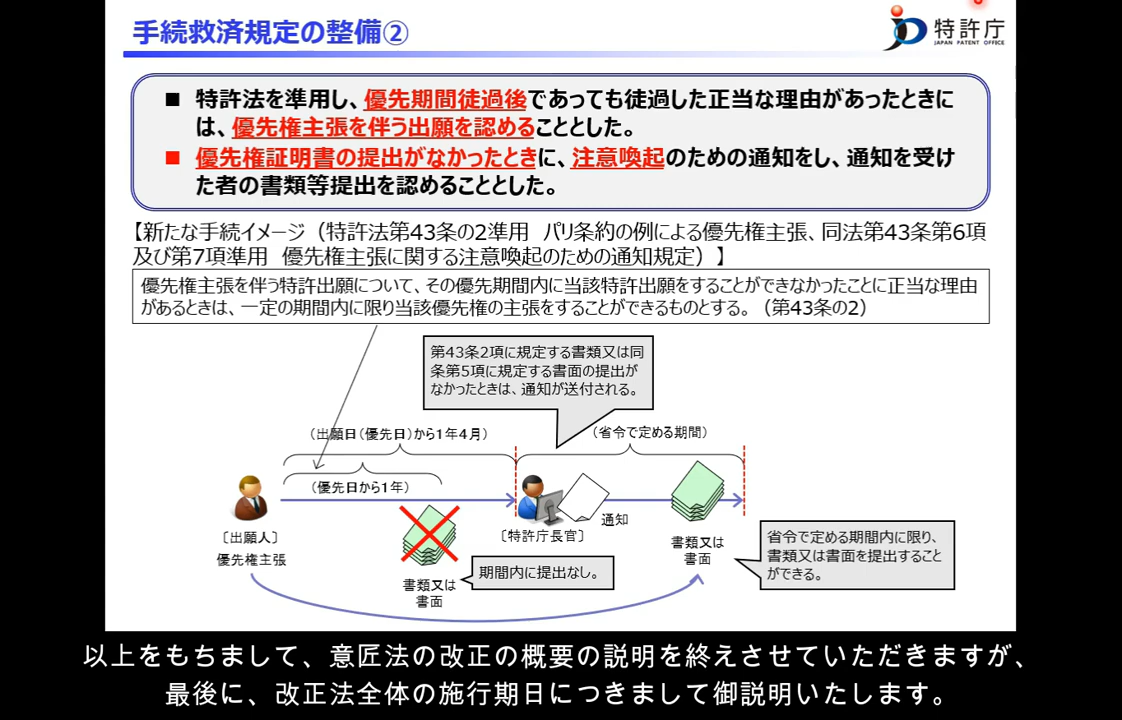 手続救済規定の整備②
特許庁
JAPAN PATENT OFFICE
■ 特許法を準用し、優先期間徒過後であっても徒過した正当な理由があったときに
は、優先権主張を伴う出願を認めることとした。
■ 優先権証明書の提出がなかったときに、注意喚起のための通知をし、通知を受け
た者の書類等提出を認めることとした。
【新たな手続イメージ（特許法第43条の2準用　パリ条約の例による優先権主張、同法第43条第6項
及び第7項準用　優先権主張に関する注意喚起のための通知規定）】
優先権主張を伴う特許出願について、その優先期間内に当該特許出願をすることができなかったことに正当な理由
があるときは、一定の期間内に限り当該優先権の主張をすることができるものとする。（第43条の2）
第43条2項に規定する書類又は同
条第5項に規定する書面の提出が
なかったときは、通知が送付される。
（出願日（優先日）から1年4月）
（省令で定める期間）
（優先日から1年）
〔出願人〕
優先権主張
書類又は
書面
期間内に提出なし。
〔特許庁長官〕
通知
書類又は
書面
省令で定める期間内に限り、
書類又は書面を提出すること
ができる。
以上をもちまして、意匠法の改正の概要の説明を終えさせていただきますが、
最後に、改正法全体の施行期日につきまして御説明いたします。